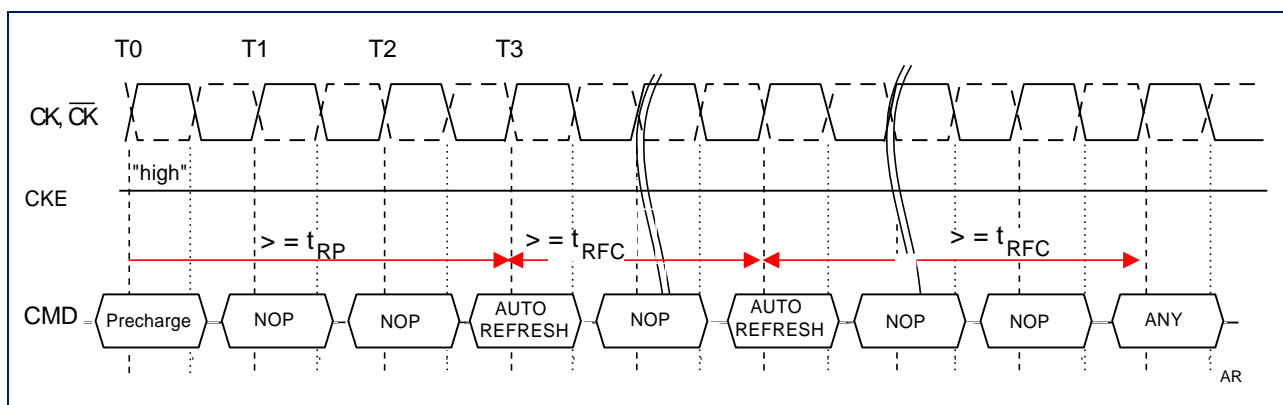 T0 T1 T2 T3
CK, CK
"high"
CKE
> = tRP > = tRFC > = tRFC
CMD Precharge NOP NOP AUTO REFRESH NOP AUTO REFRESH NOP NOP ANY
AR